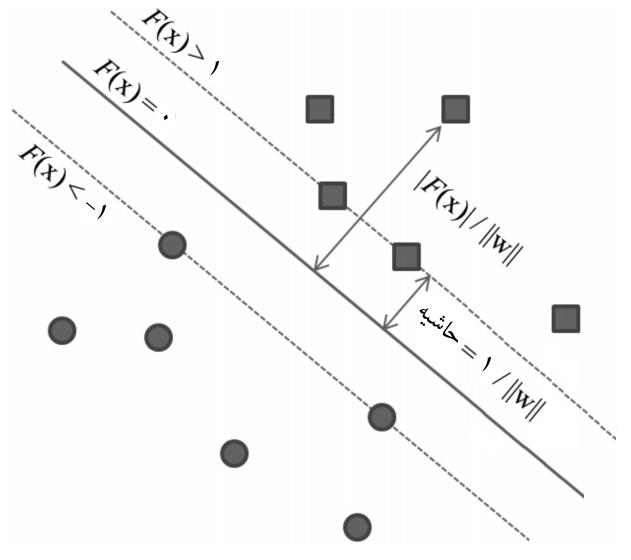 F(x) > ۱
F(x) = ۰
F(x) < -۱
|F(x)| / ||w||
حاشیه = ۱ / ||w||